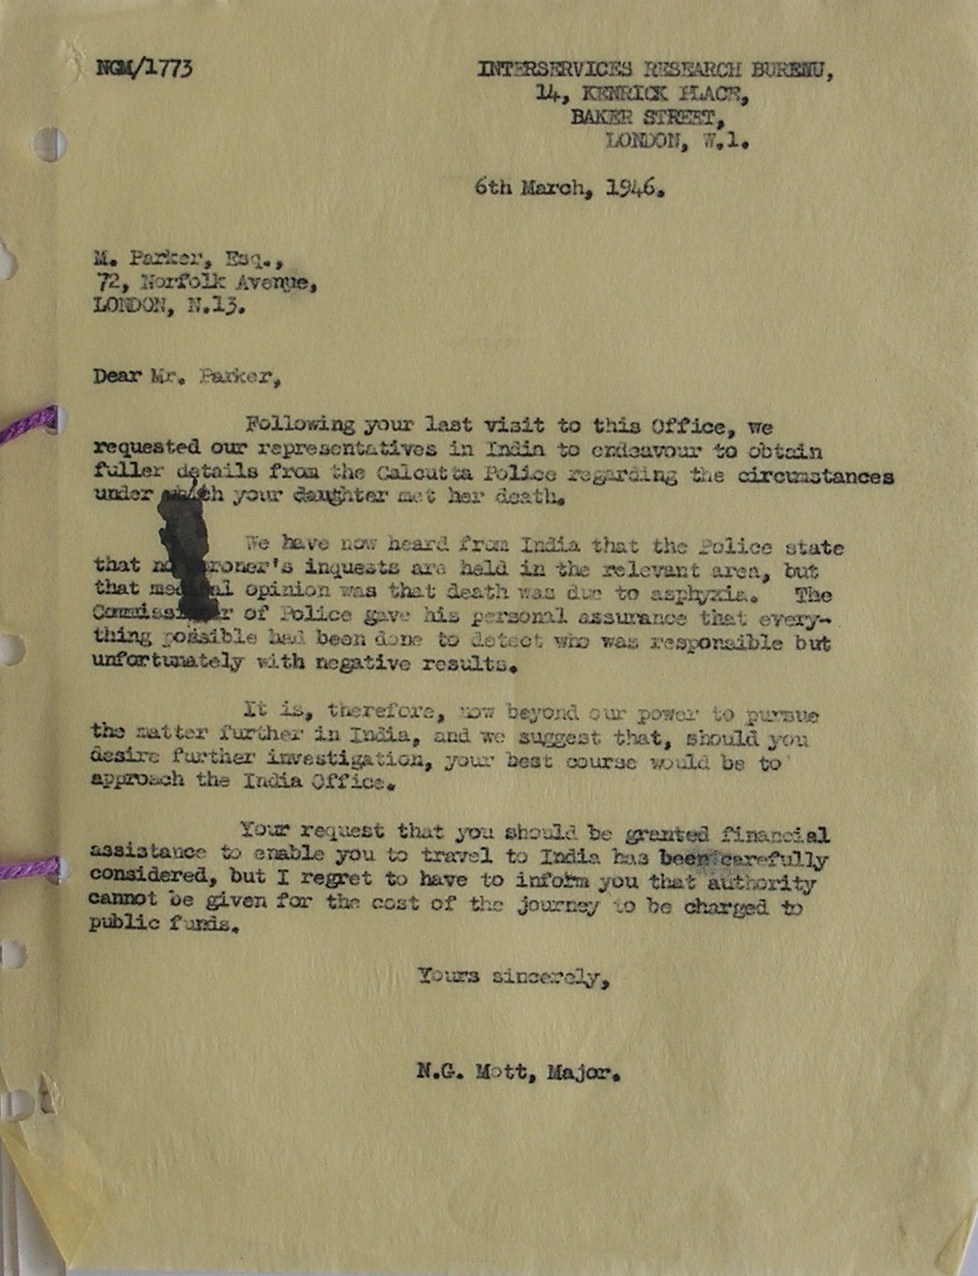 NGM/1773
INTERSERVICES RESEARCH BUREAU,
14, KENRICK PLACE,
BAKER STREET,
LONDON, W.1.
6th March, 1946.
M. Parker, Esq.,
72, Norfolk Avenue,
LONDON, N.13.
Dear Mr. Parker,
Following your last visit to this Office, we
requested our representatives in India to endeavour to obtain
fuller details from the Calcutta Police regarding the circumstances
under which your daughter met her death.
We have now heard from India that the Police state
that no coroner's inquests are held in the relevant area, but
that medical opinion was that death was due to asphyxia. The
Commissioner of Police gave his personal assurance that every-
thing possible had been done to detect who was responsible but
unfortunately with negative results.
It is, therefore, now beyond our power to pursue
the matter further in India, and we suggest that, should you
desire further investigation, your best course would be to
approach the India Office.
Your request that you should be granted financial
assistance to enable you to travel to India has been carefully
considered, but I regret to have to inform you that authority
cannot be given for the cost of the journey to be charged to
public funds.
Yours sincerely,
N.G. Mott, Major.